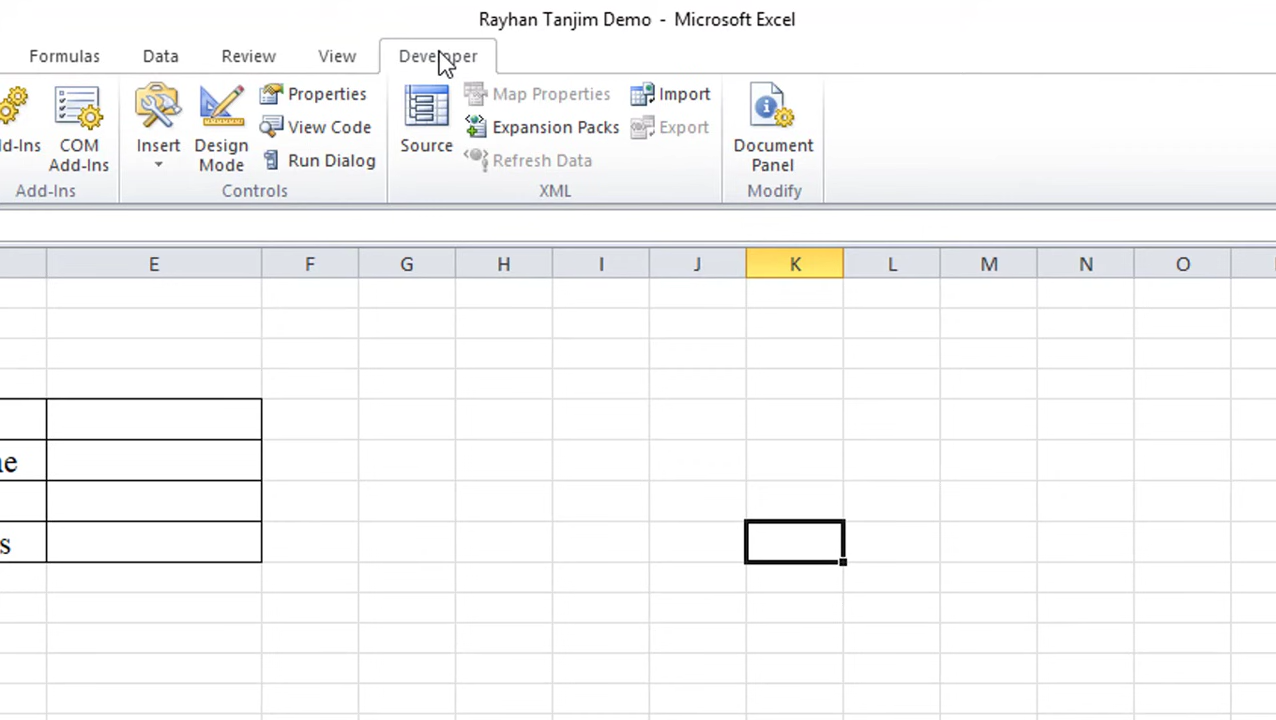 Rayhan Tanjim Demo - Microsoft Excel
Formulas Data Review View Developer
Properties Map Properties Import
View Code Expansion Packs Export
Insert Design Mode Run Dialog Source Refresh Data Document Panel
COM Add-Ins
Add-Ins Controls XML Modify
E F G H I J K L M N O